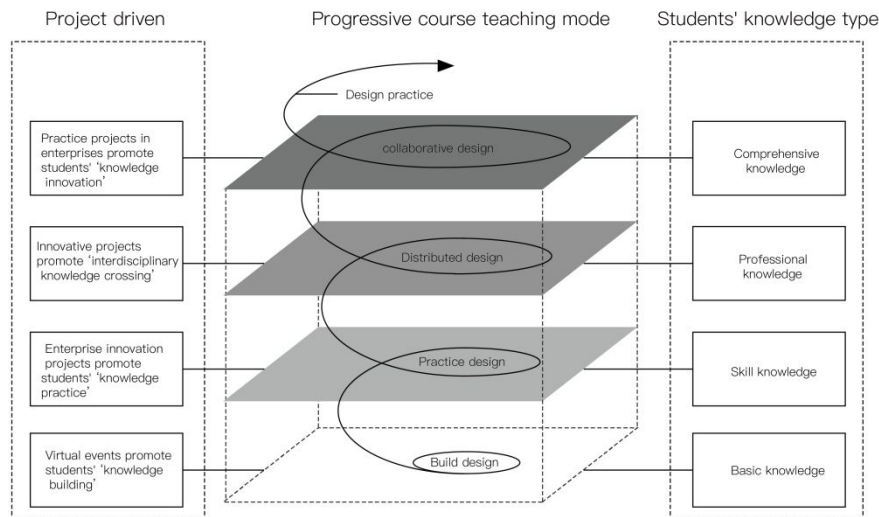 Project driven
Progressive course teaching mode
Students' knowledge type
Design practice
Practice projects in
enterprises promote
students' ‘knowledge
innovation’
collaborative design
Comprehensive
knowledge
Innovative projects
promote ‘interdisciplinary
knowledge crossing’
Distributed design
Professional
knowledge
Enterprise innovation
projects promote
students' ‘knowledge
practice’
Practice design
Skill knowledge
Virtual events promote
students' ‘knowledge
building’
Build design
Basic knowledge